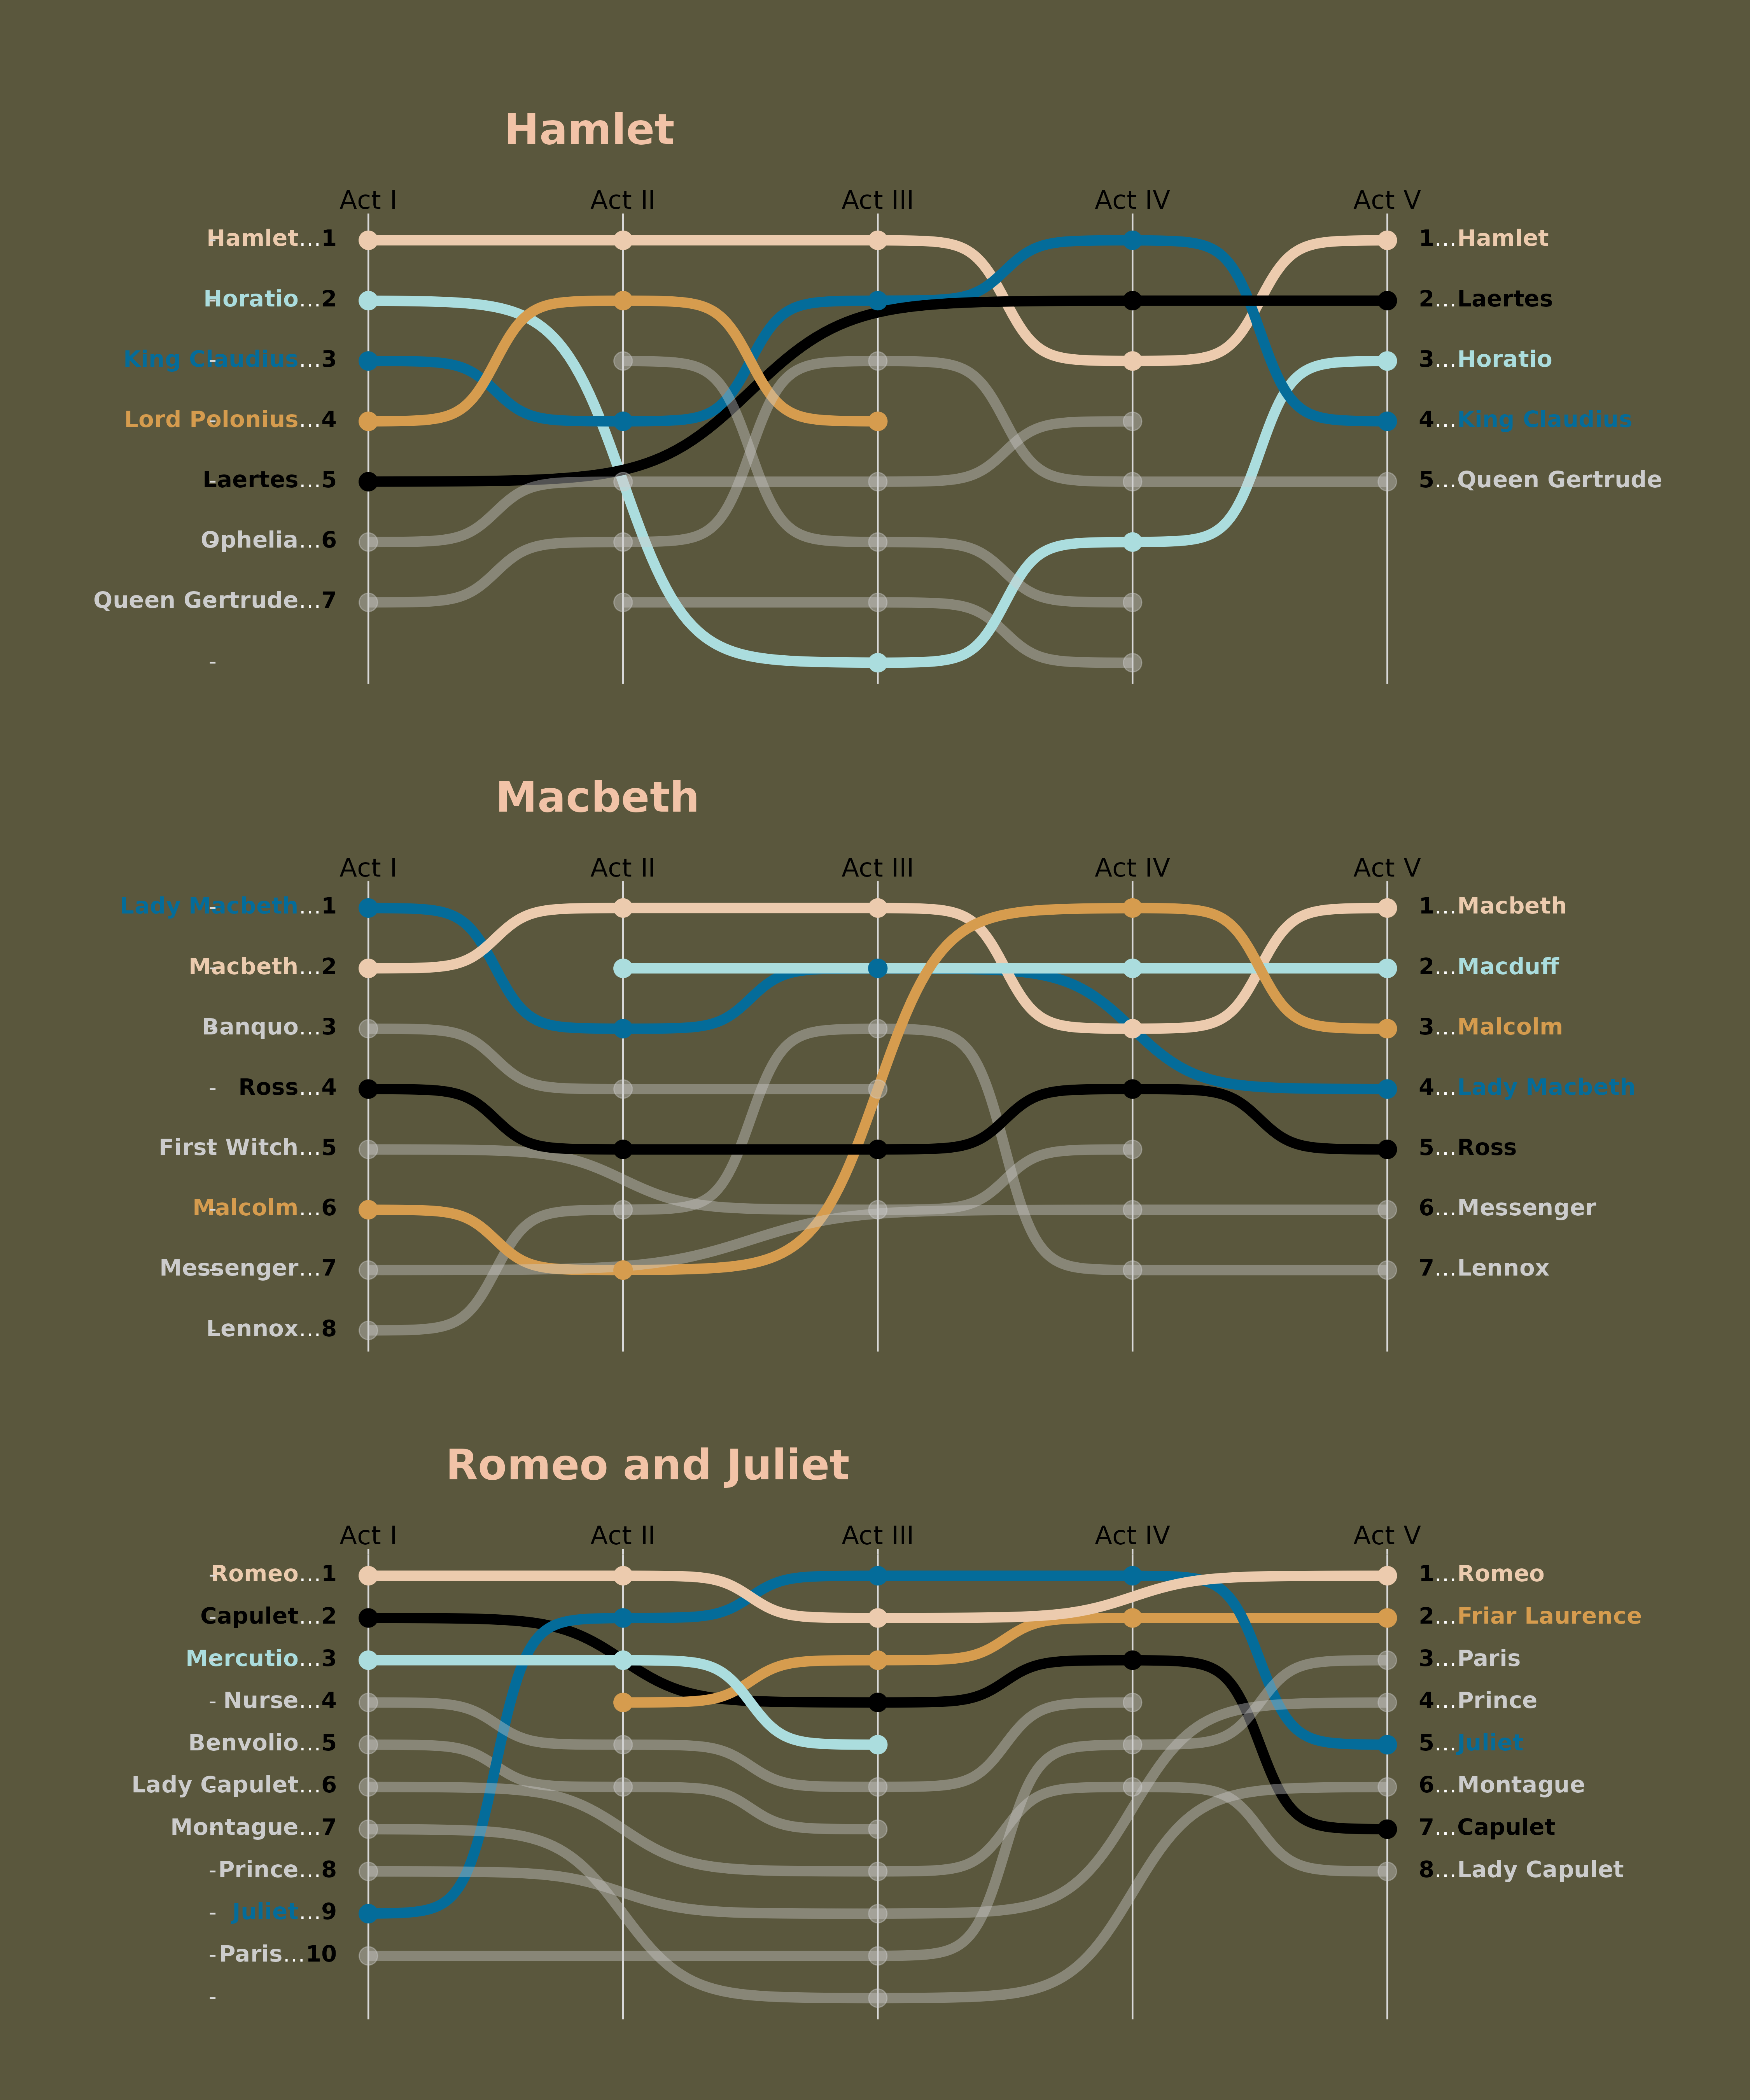 Hamlet
Act I Act II Act III Act IV Act V
Hamlet...1 1...Hamlet
Horatio...2 2...Laertes
King Claudius...3 3...Horatio
Lord Polonius...4 4...King Claudius
Laertes...5 5...Queen Gertrude
Ophelia...6
Queen Gertrude...7
Macbeth
Act I Act II Act III Act IV Act V
Lady Macbeth...1 1...Macbeth
Macbeth...2 2...Macduff
Banquo...3 3...Malcolm
Ross...4 4...Lady Macbeth
First Witch...5 5...Ross
Malcolm...6 6...Messenger
Messenger...7 7...Lennox
Lennox...8
Romeo and Juliet
Act I Act II Act III Act IV Act V
Romeo...1 1...Romeo
Capulet...2 2...Friar Laurence
Mercutio...3 3...Paris
Nurse...4 4...Prince
Benvolio...5 5...Juliet
Lady Capulet...6 6...Montague
Montague...7 7...Capulet
Prince...8 8...Lady Capulet
Juliet...9
Paris...10